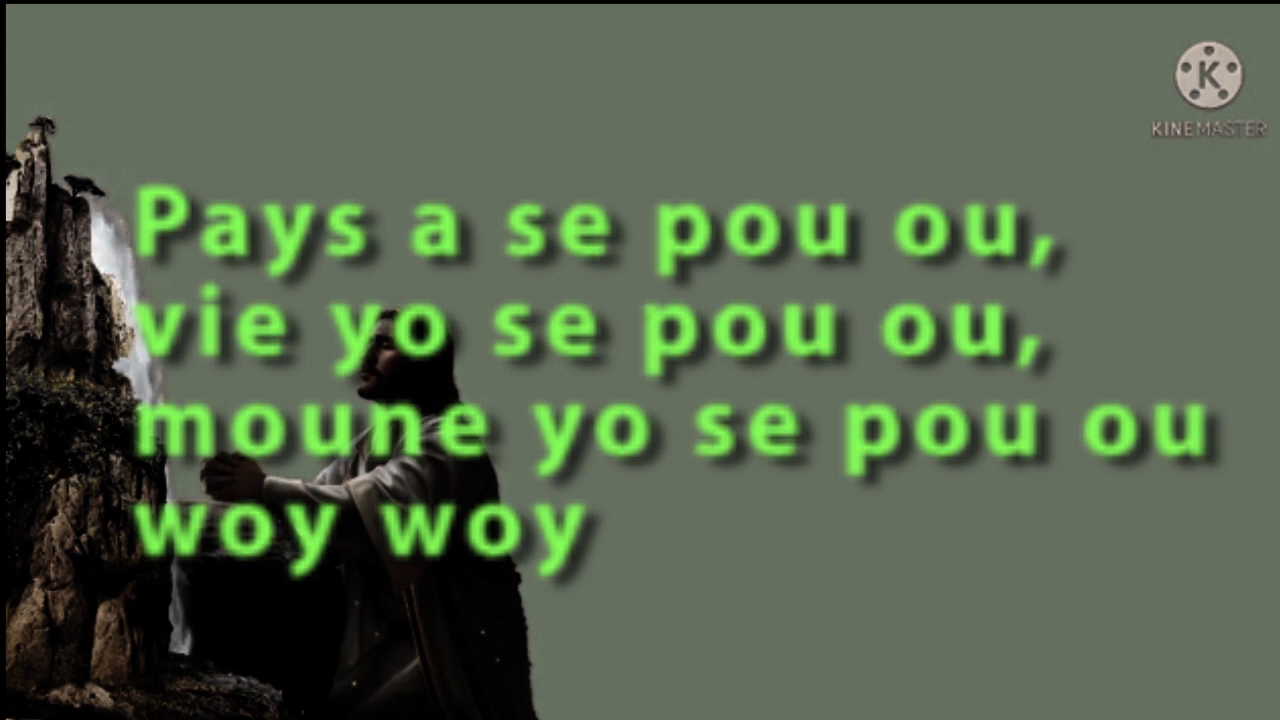 KINEMASTER
Pays a se pou ou,
vie yo se pou ou,
moune yo se pou ou
woy woy